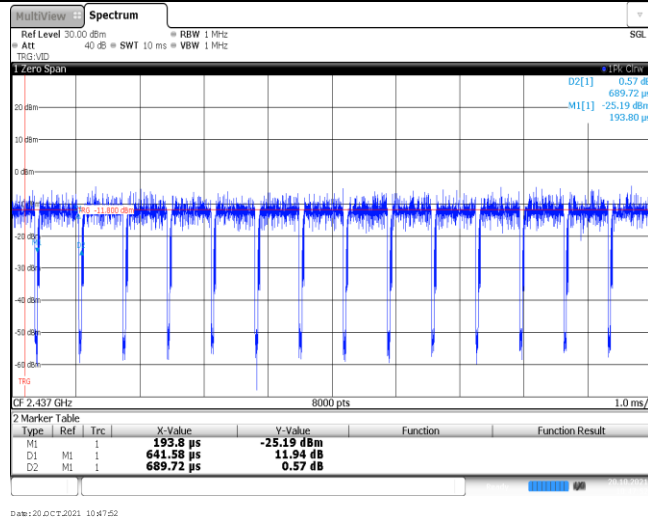 MultiView Spectrum
Ref Level 30.00 dBm RBW 1 MHz SGL
Att 40 dB SWT 10 ms VBW 1 MHz
TRG:VID
1 Zero Span 1Pk Clrw
D2[1] 0.57 dB
689.72 µs
M1[1] -25.19 dBm
193.80 µs
20 dBm
10 dBm
0 dBm
TRG -11.800 dBm
-20 dBm
-30 dBm
-40 dBm
-50 dBm
-60 dBm
TRG
CF 2.437 GHz 8000 pts 1.0 ms/
2 Marker Table
Type Ref Trc X-Value Y-Value Function Function Result
M1 1 193.8 µs -25.19 dBm
D1 M1 1 641.58 µs 11.94 dB
D2 M1 1 689.72 µs 0.57 dB
Date: 20.OCT.2021 10:47:52